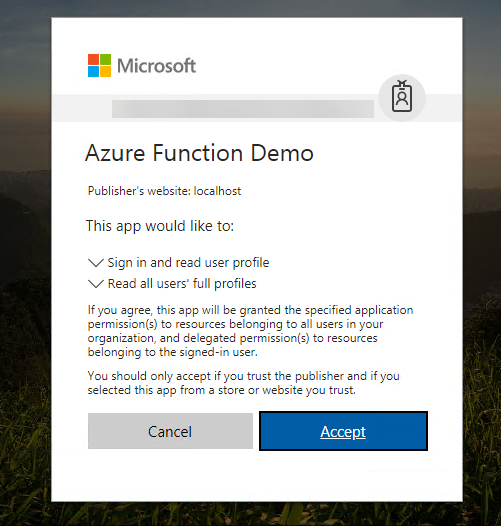 Microsoft
Azure Function Demo
Publisher's website: localhost
This app would like to:
Sign in and read user profile
Read all users' full profiles
If you agree, this app will be granted the specified application
permission(s) to resources belonging to all users in your
organization, and delegated permission(s) to resources
belonging to the signed-in user.
You should only accept if you trust the publisher and if you
selected this app from a store or website you trust.
Cancel
Accept